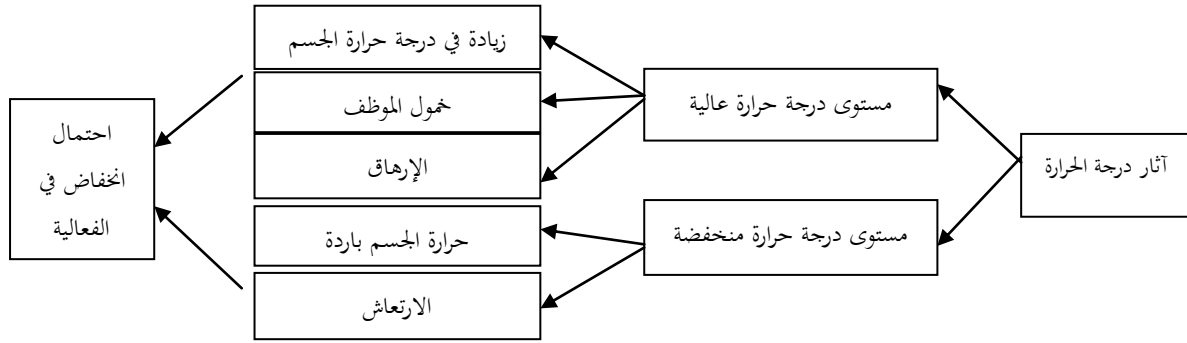 آثار درجة الحرارة
مستوى درجة حرارة عالية
زيادة في درجة حرارة الجسم
خمول الموظف
الإرهاق
مستوى درجة حرارة منخفضة
حرارة الجسم باردة
الارتعاش
احتمال
انخفاض في
الفعالية